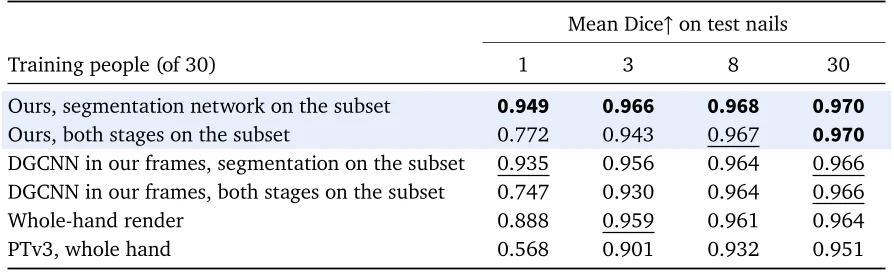 Mean Dice↑ on test nails
Training people (of 30) 1 3 8 30
Ours, segmentation network on the subset 0.949 0.966 0.968 0.970
Ours, both stages on the subset 0.772 0.943 0.967 0.970
DGCNN in our frames, segmentation on the subset 0.935 0.956 0.964 0.966
DGCNN in our frames, both stages on the subset 0.747 0.930 0.964 0.966
Whole-hand render 0.888 0.959 0.961 0.964
PTv3, whole hand 0.568 0.901 0.932 0.951